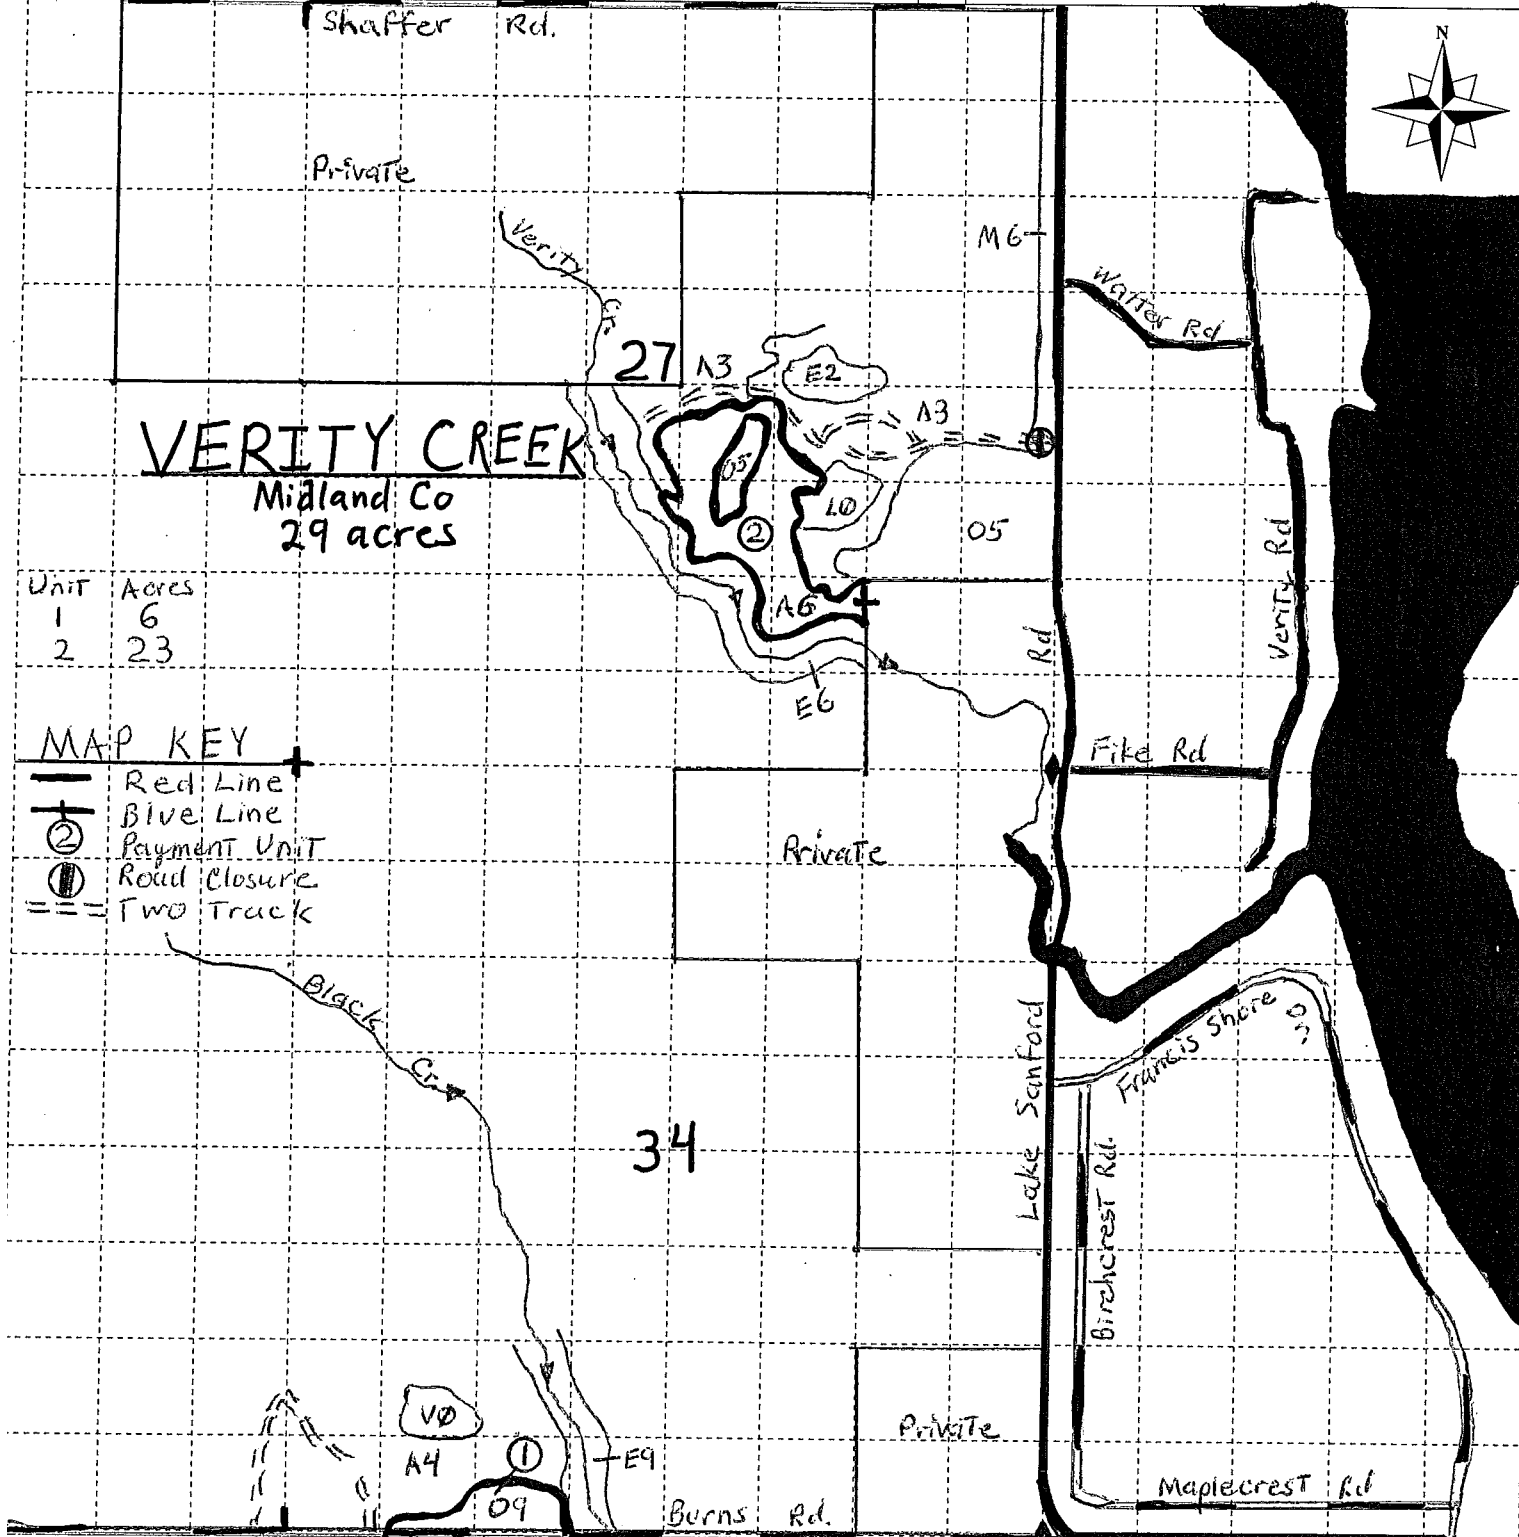 Shaffer Rd.
N
Private
Verity Cr.
M6
Walter Rd
27
A3
E2
A3
VERITY CREEK
Midland Co
29 acres
05
2
LØ
05
Unit Acres
1 6
2 23
A6
E6
Verity Rd
Rd
MAP KEY
Red Line
Blue Line
2 Payment Unit
Road Closure
Two Track
Fike Rd
Private
Black Cr.
Lake Sanford
Francis Shore
34
Birchcrest Rd.
VØ
A4
1
E9
09
Private
Burns Rd.
Maplecrest Rd